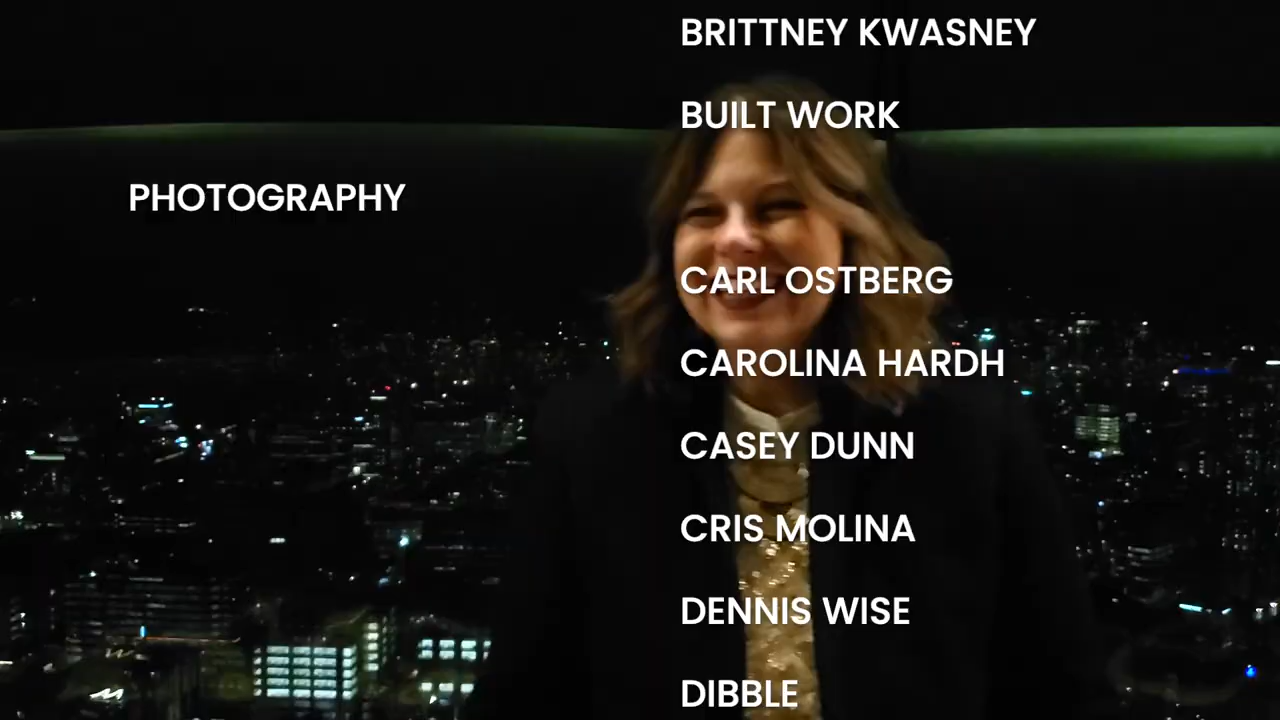 BRITTNEY KWASNEY
BUILT WORK
PHOTOGRAPHY
CARL OSTBERG
CAROLINA HARDH
CASEY DUNN
CRIS MOLINA
DENNIS WISE
DIBBLE